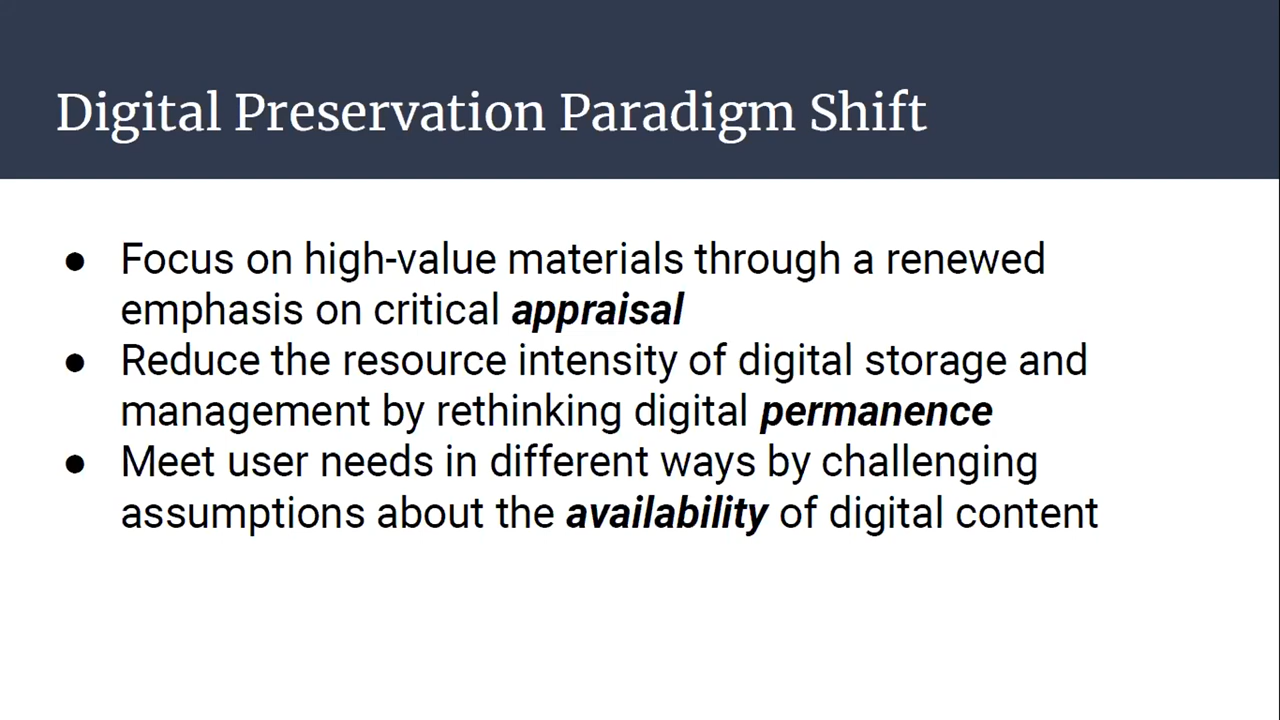 Digital Preservation Paradigm Shift
● Focus on high-value materials through a renewed
emphasis on critical appraisal
● Reduce the resource intensity of digital storage and
management by rethinking digital permanence
● Meet user needs in different ways by challenging
assumptions about the availability of digital content